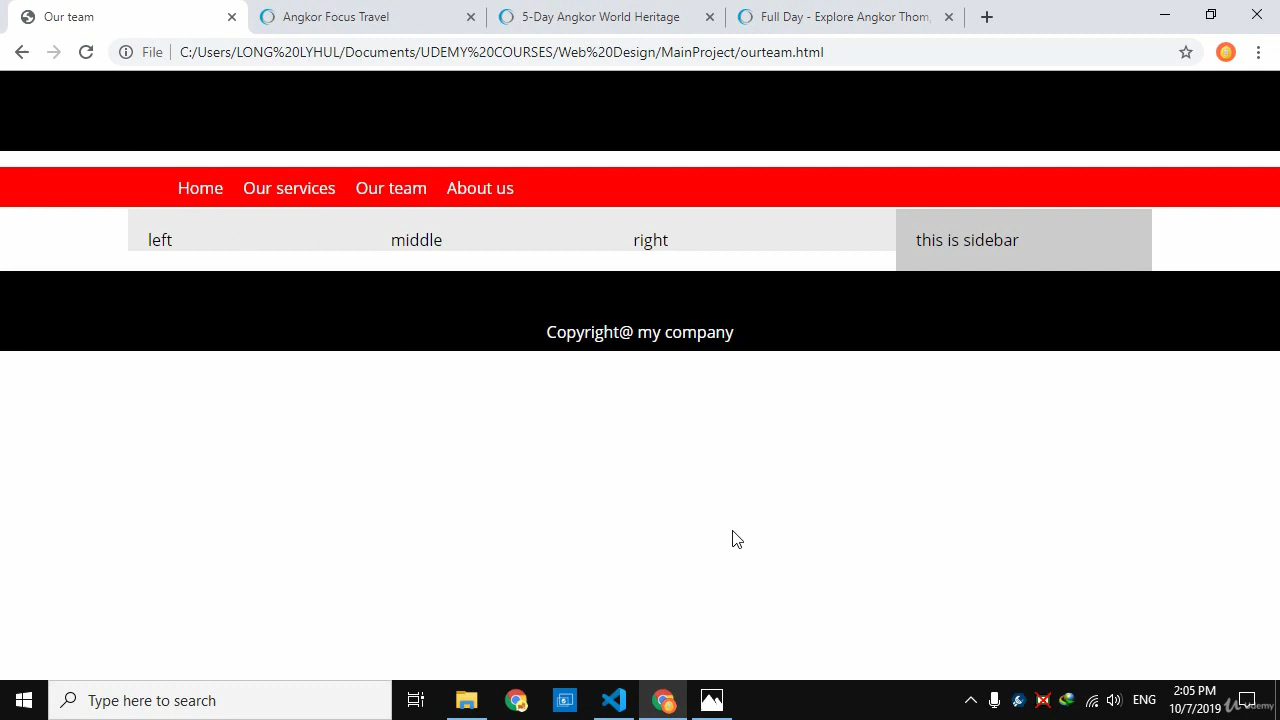 Our team
Angkor Focus Travel
5-Day Angkor World Heritage
Full Day - Explore Angkor Thom,
File
C:/Users/LONG%20LYHUL/Documents/UDEMY%20COURSES/Web%20Design/MainProject/ourteam.html
Home Our services Our team About us
left middle right this is sidebar
Copyright@ my company
Type here to search
ENG
2:05 PM
10/7/2019
Udemy